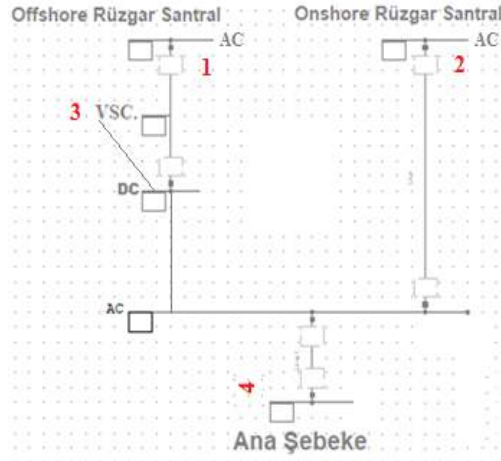 Offshore Rüzgar Santral
Onshore Rüzgar Santral
AC
AC
1
2
3 VSC.
DC
AC
4
Ana Şebeke